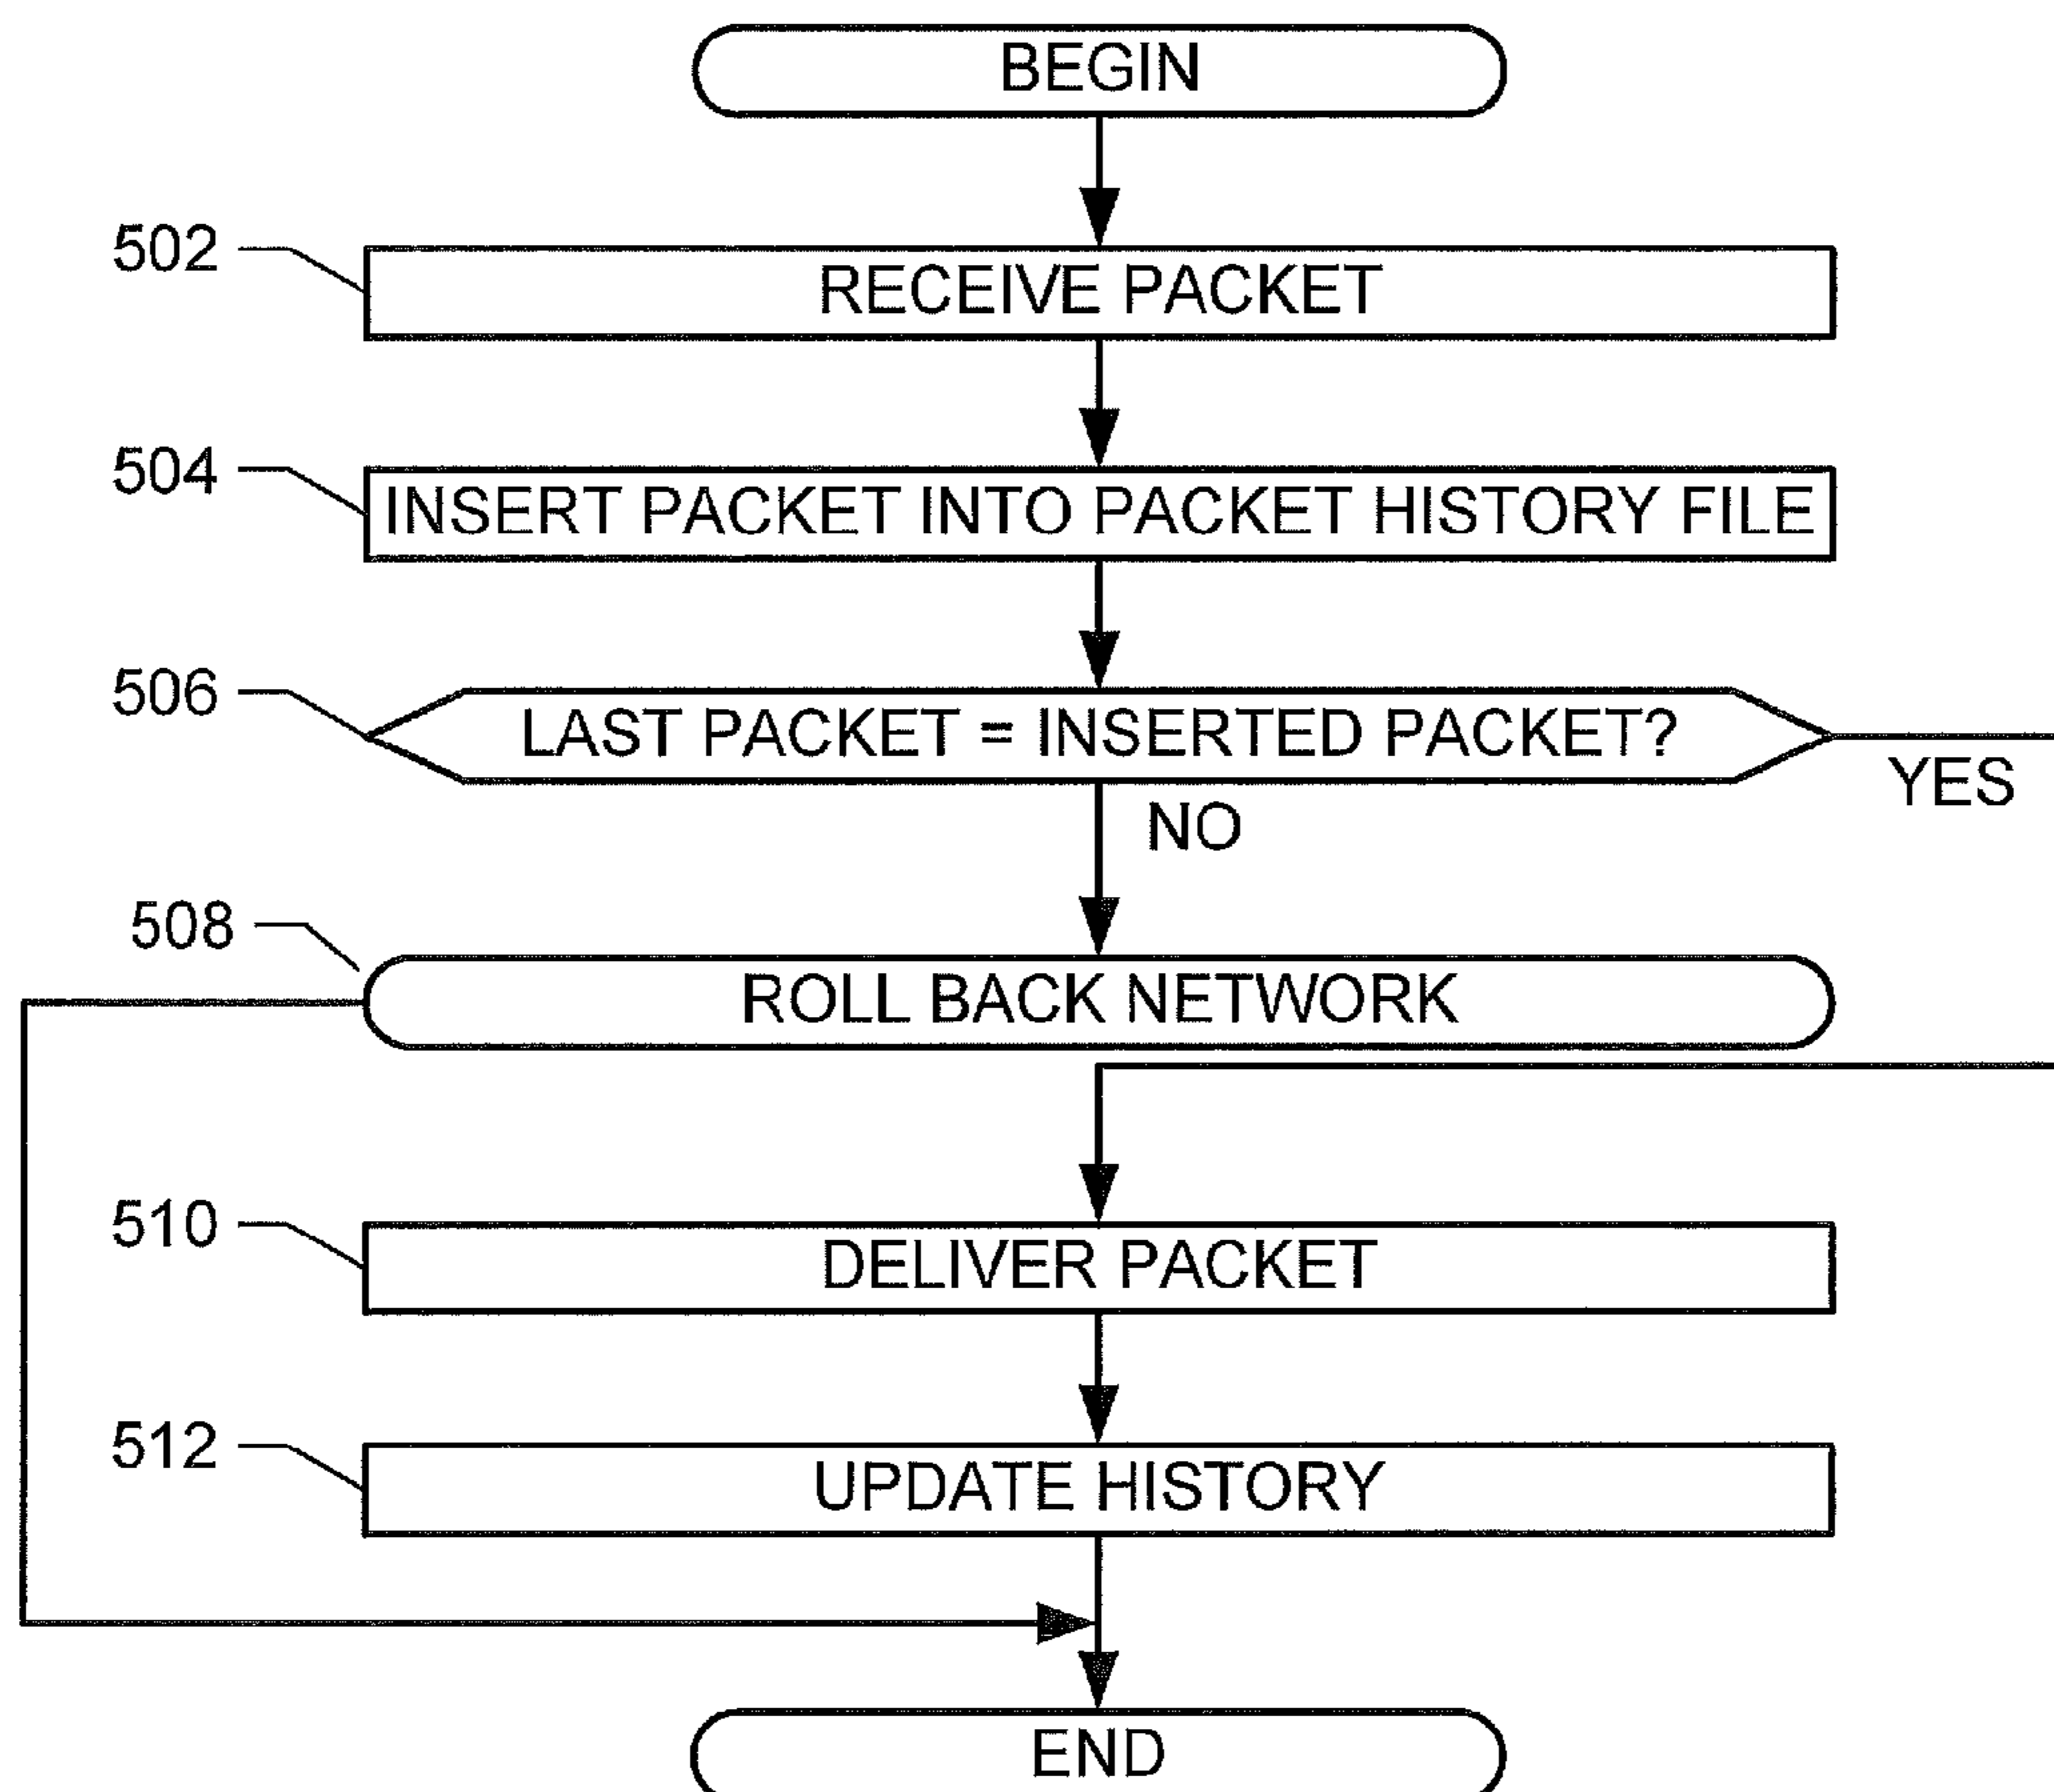 BEGIN
502
RECEIVE PACKET
504
INSERT PACKET INTO PACKET HISTORY FILE
506
LAST PACKET = INSERTED PACKET?
YES
NO
508
ROLL BACK NETWORK
510
DELIVER PACKET
512
UPDATE HISTORY
END